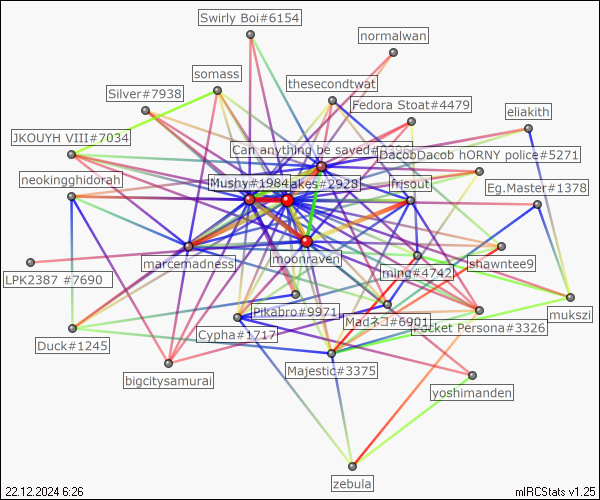 Swirly Boi#6154
normalwan
somass
thesecondtwat
Silver#7938
Fedora Stoat#4479
eliakith
JKOUYH VIII#7034
Can anything be saved#
DacobDacob hORNY police#5271
neokingghidorah
Mushy#1984
akes#2928
frisout
Eg.Master#1378
marcemadness
moonraven
shawntee9
ming#4742
LPK2387 #7690
Pikabro#9971
mukszi
Madネコ#6901
Pocket Persona#3326
Cypha#1717
Duck#1245
Majestic#3375
bigcitysamurai
yoshimanden
zebula
22.12.2024 6:26
mIRCStats v1.25